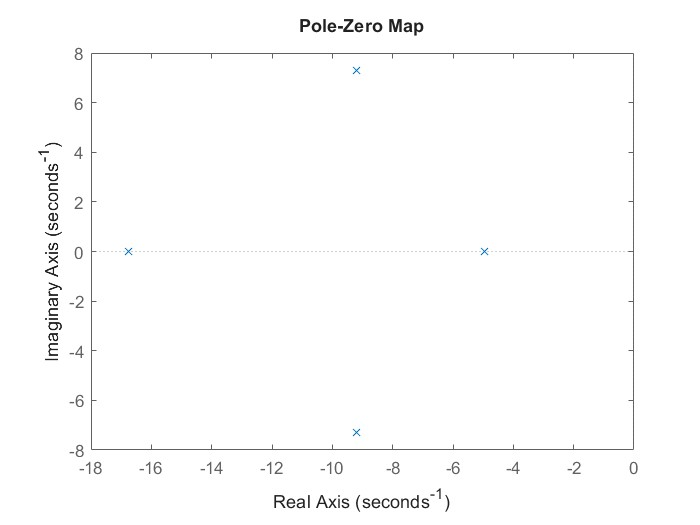 Pole-Zero Map
8
6
4
2
0
-2
-4
-6
-8
Imaginary Axis (seconds-1)
-18 -16 -14 -12 -10 -8 -6 -4 -2 0
Real Axis (seconds-1)